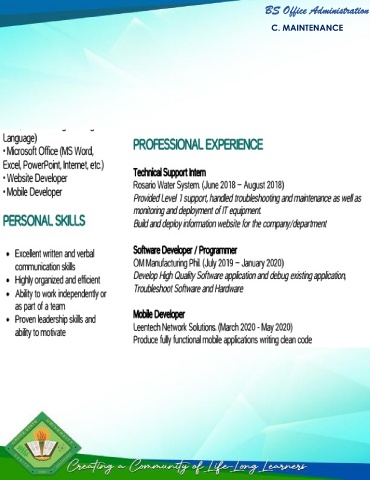 BS Office Administration
C. MAINTENANCE
Language)
• Microsoft Office (MS Word,
Excel, PowerPoint, Internet, etc.)
• Website Developer
• Mobile Developer
PERSONAL SKILLS
• Excellent written and verbal
communication skills
• Highly organized and efficient
• Ability to work independently or
as part of a team
• Proven leadership skills and
ability to motivate
PROFESSIONAL EXPERIENCE
Technical Support Intern
Rosario Water System. (June 2018 – August 2018)
Provided Level 1 support, handled troubleshooting and maintenance as well as
monitoring and deployment of IT equipment.
Build and deploy information website for the company/department
Software Developer / Programmer
OM Manufacturing Phil. (July 2019 – January 2020)
Develop High Quality Software application and debug existing application,
Troubleshoot Software and Hardware
Mobile Developer
Leentech Network Solutions. (March 2020 - May 2020)
Produce fully functional mobile applications writing clean code
Creating a Community of Life-Long Learners